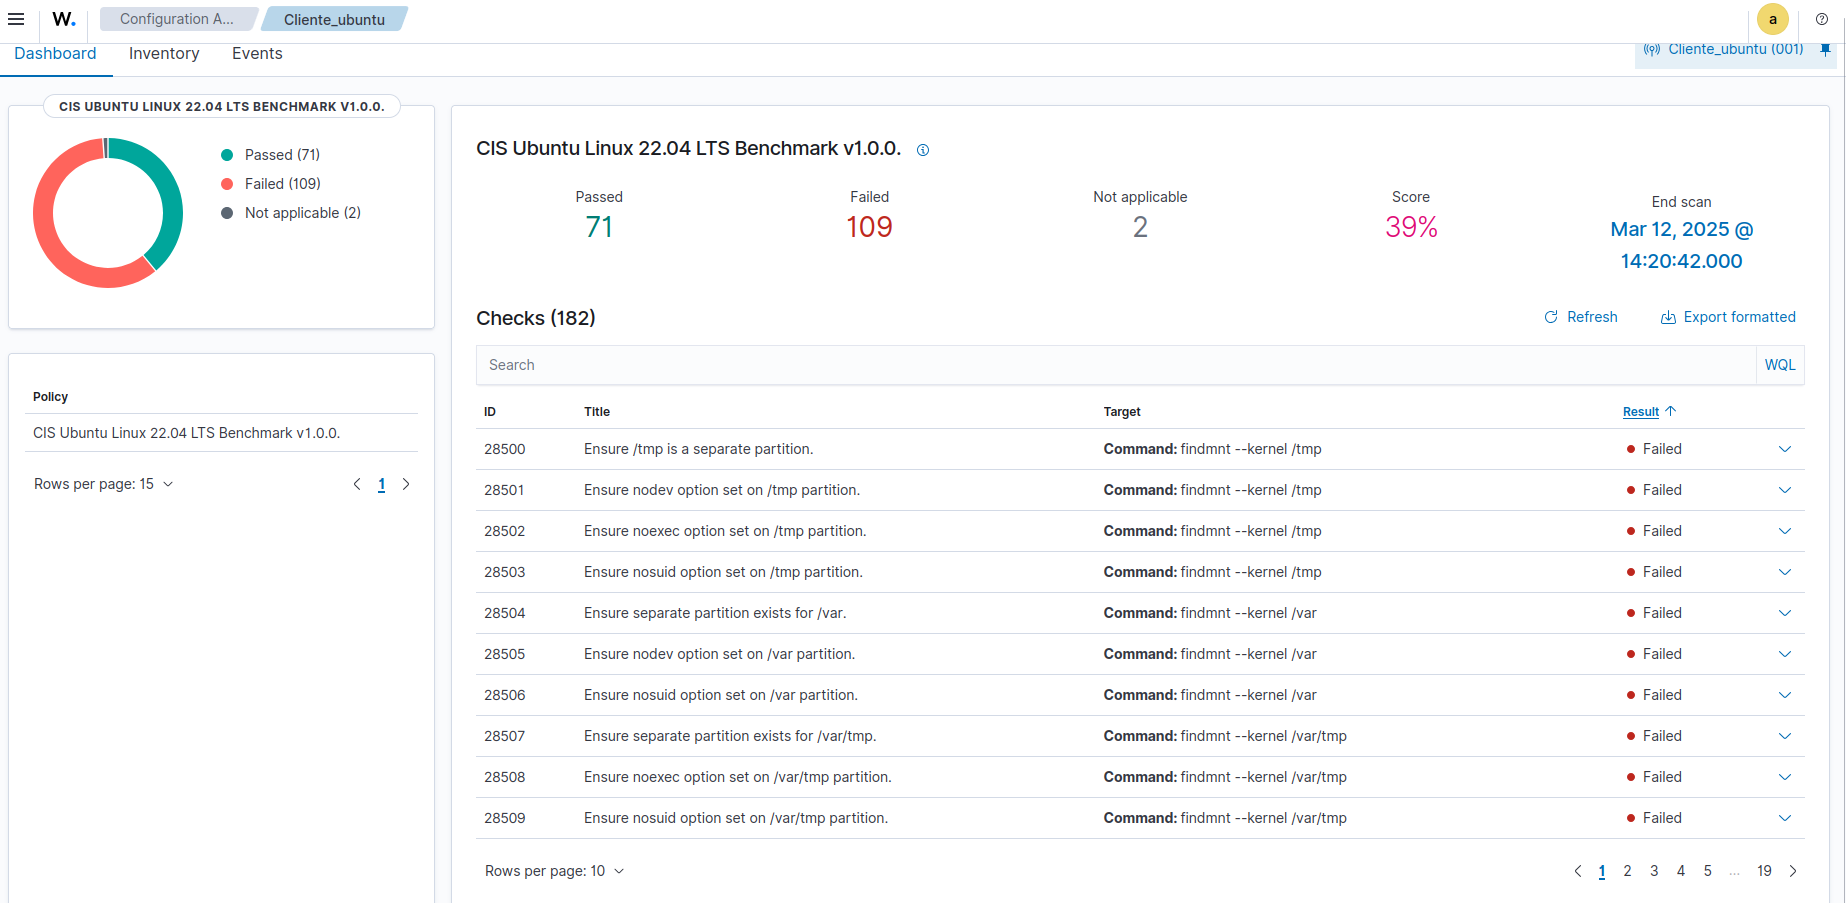 W.
Configuration A...
Cliente_ubuntu
a
Dashboard
Inventory
Events
Cliente_ubuntu (001)
CIS UBUNTU LINUX 22.04 LTS BENCHMARK V1.0.0.
Passed (71)
Failed (109)
Not applicable (2)
Policy
CIS Ubuntu Linux 22.04 LTS Benchmark v1.0.0.
Rows per page: 15
1
CIS Ubuntu Linux 22.04 LTS Benchmark v1.0.0.
Passed
71
Failed
109
Not applicable
2
Score
39%
End scan
Mar 12, 2025 @
14:20:42.000
Checks (182)
Refresh
Export formatted
Search
WQL
ID Title Target Result
28500 Ensure /tmp is a separate partition. Command: findmnt --kernel /tmp Failed
28501 Ensure nodev option set on /tmp partition. Command: findmnt --kernel /tmp Failed
28502 Ensure noexec option set on /tmp partition. Command: findmnt --kernel /tmp Failed
28503 Ensure nosuid option set on /tmp partition. Command: findmnt --kernel /tmp Failed
28504 Ensure separate partition exists for /var. Command: findmnt --kernel /var Failed
28505 Ensure nodev option set on /var partition. Command: findmnt --kernel /var Failed
28506 Ensure nosuid option set on /var partition. Command: findmnt --kernel /var Failed
28507 Ensure separate partition exists for /var/tmp. Command: findmnt --kernel /var/tmp Failed
28508 Ensure noexec option set on /var/tmp partition. Command: findmnt --kernel /var/tmp Failed
28509 Ensure nosuid option set on /var/tmp partition. Command: findmnt --kernel /var/tmp Failed
Rows per page: 10
1 2 3 4 5 ... 19